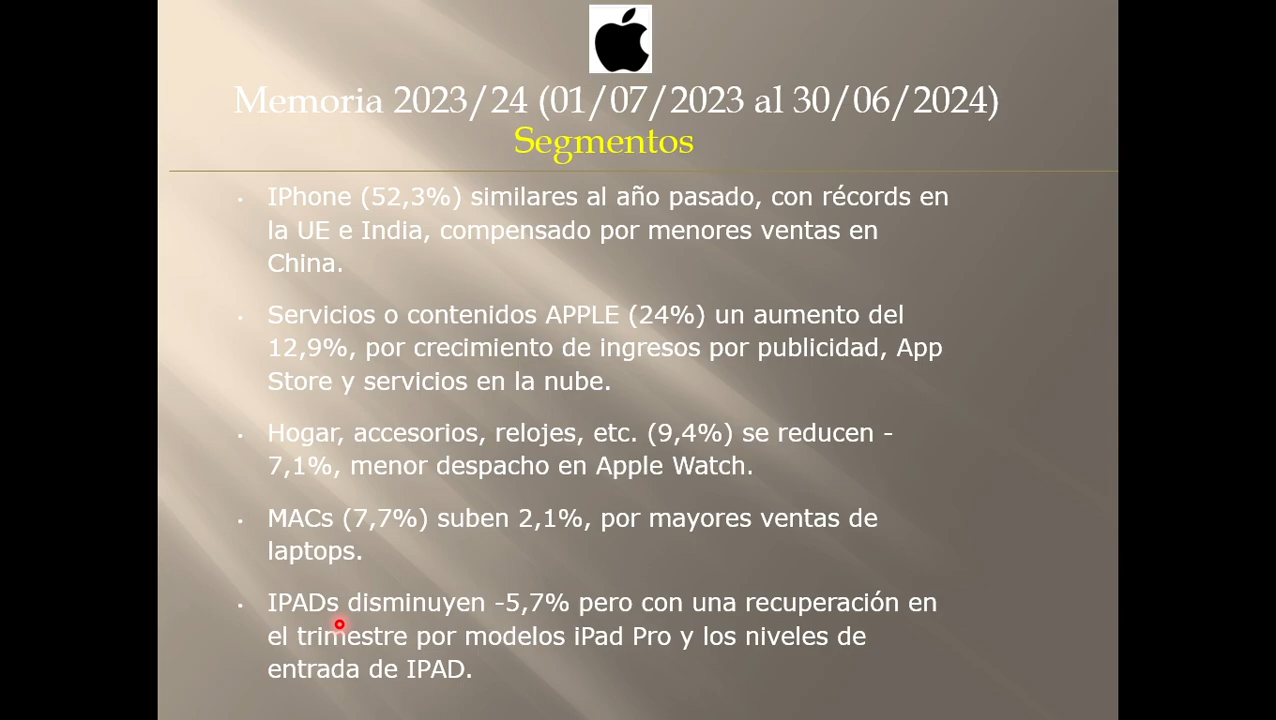 Memoria 2023/24 (01/07/2023 al 30/06/2024)
Segmentos
IPhone (52,3%) similares al año pasado, con récords en
la UE e India, compensado por menores ventas en
China.
Servicios o contenidos APPLE (24%) un aumento del
12,9%, por crecimiento de ingresos por publicidad, App
Store y servicios en la nube.
Hogar, accesorios, relojes, etc. (9,4%) se reducen -
7,1%, menor despacho en Apple Watch.
MACs (7,7%) suben 2,1%, por mayores ventas de
laptops.
IPADs disminuyen -5,7% pero con una recuperación en
el trimestre por modelos iPad Pro y los niveles de
entrada de IPAD.